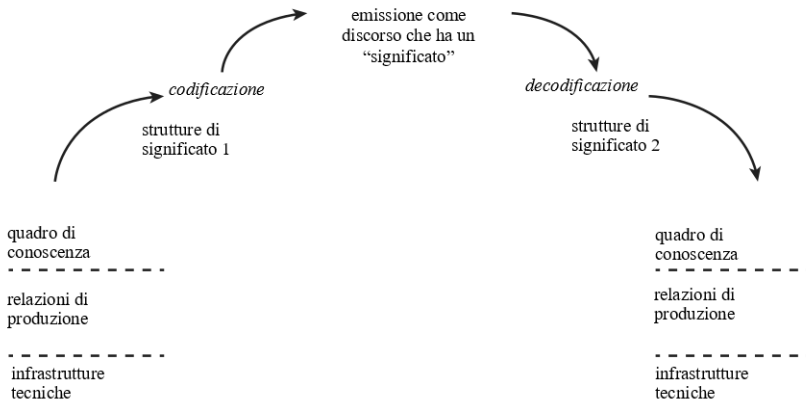 emissione come
discorso che ha un
“significato”
codificazione
decodificazione
strutture di
significato 1
strutture di
significato 2
quadro di
conoscenza
relazioni di
produzione
infrastrutture
tecniche
quadro di
conoscenza
relazioni di
produzione
infrastrutture
tecniche